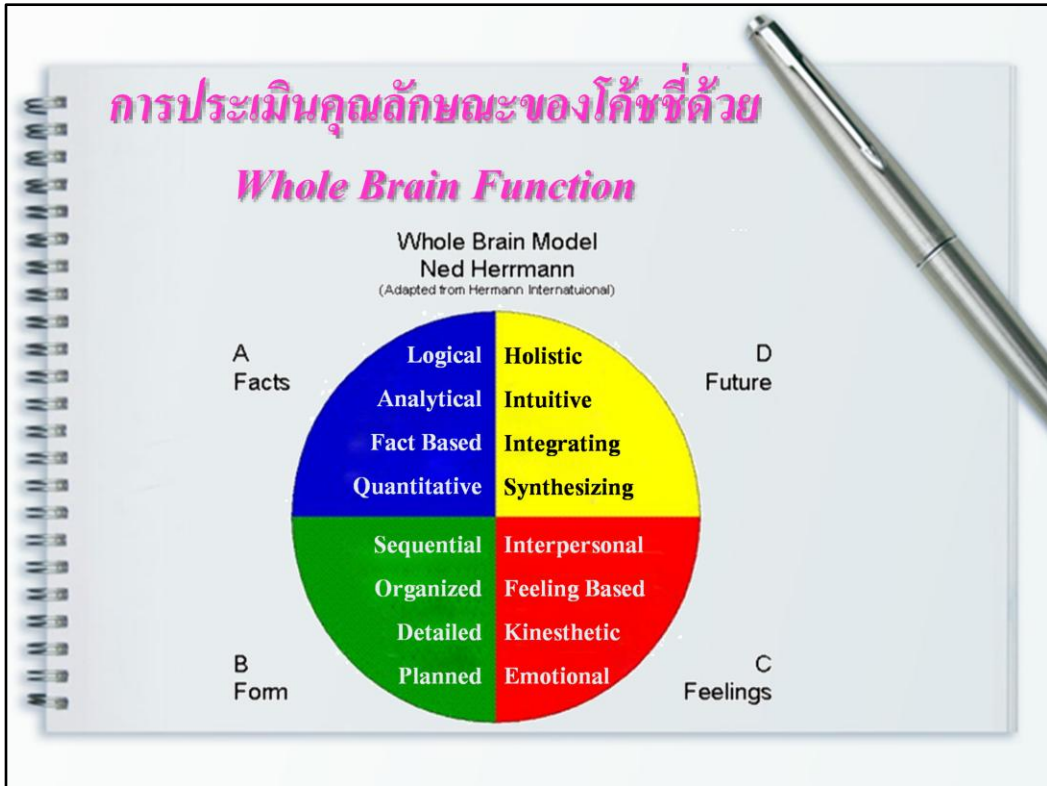 การประเมินคุณลักษณะของโค้ชชี่ด้วย
Whole Brain Function
Whole Brain Model
Ned Herrmann
(Adapted from Hermann Internatuional)
A
Facts
D
Future
Logical
Analytical
Fact Based
Quantitative
Holistic
Intuitive
Integrating
Synthesizing
Sequential
Organized
Detailed
Planned
Interpersonal
Feeling Based
Kinesthetic
Emotional
B
Form
C
Feelings